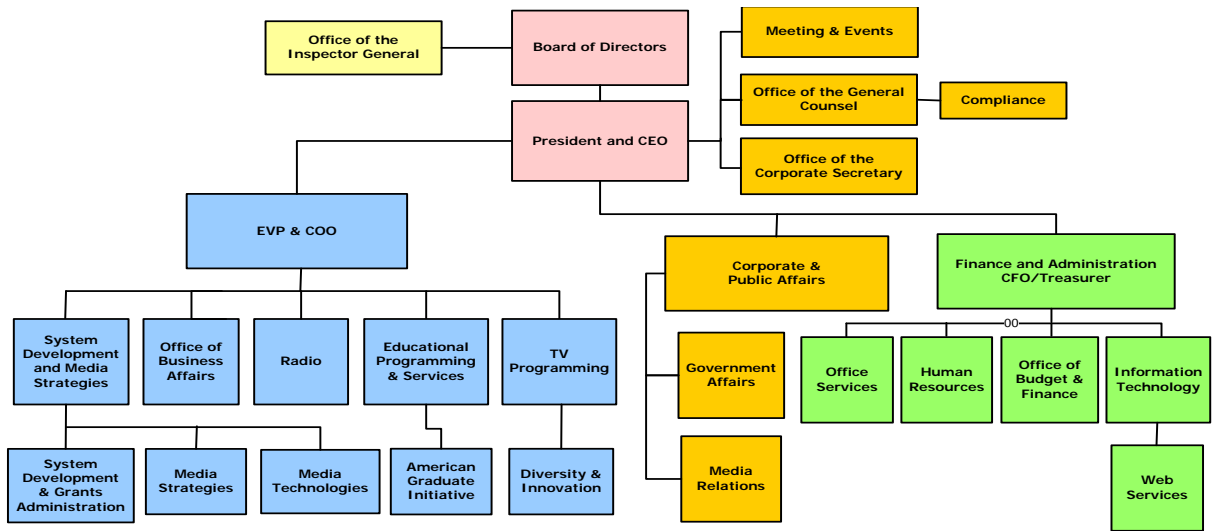 Office of the
Inspector General
Board of Directors
Meeting & Events
Office of the General
Counsel
Compliance
President and CEO
Office of the
Corporate Secretary
EVP & COO
Corporate &
Public Affairs
Finance and Administration
CFO/Treasurer
00
System
Development
and Media
Strategies
Office of
Business
Affairs
Radio
Educational
Programming
& Services
TV
Programming
Government
Affairs
Office
Services
Human
Resources
Office of
Budget &
Finance
Information
Technology
System
Development
& Grants
Administration
Media
Strategies
Media
Technologies
American
Graduate
Initiative
Diversity &
Innovation
Media
Relations
Web
Services